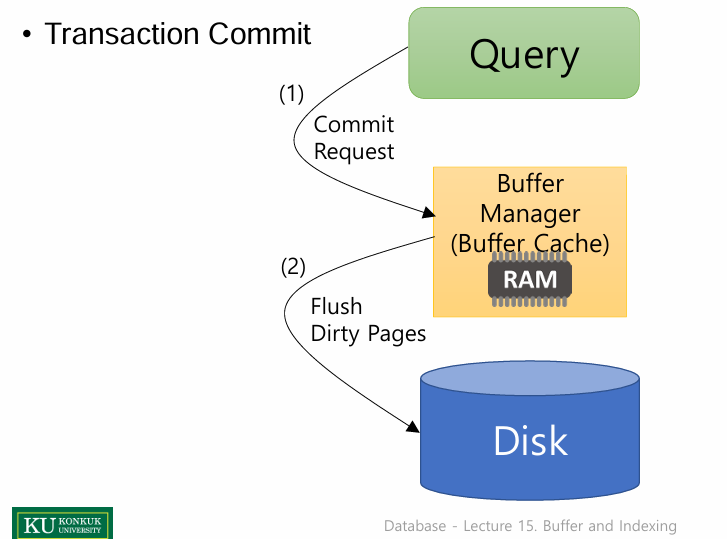 • Transaction Commit
Query
(1)
Commit
Request
Buffer
Manager
(Buffer Cache)
RAM
(2)
Flush
Dirty Pages
Disk
KU KONKUK
UNIVERSITY
Database - Lecture 15. Buffer and Indexing